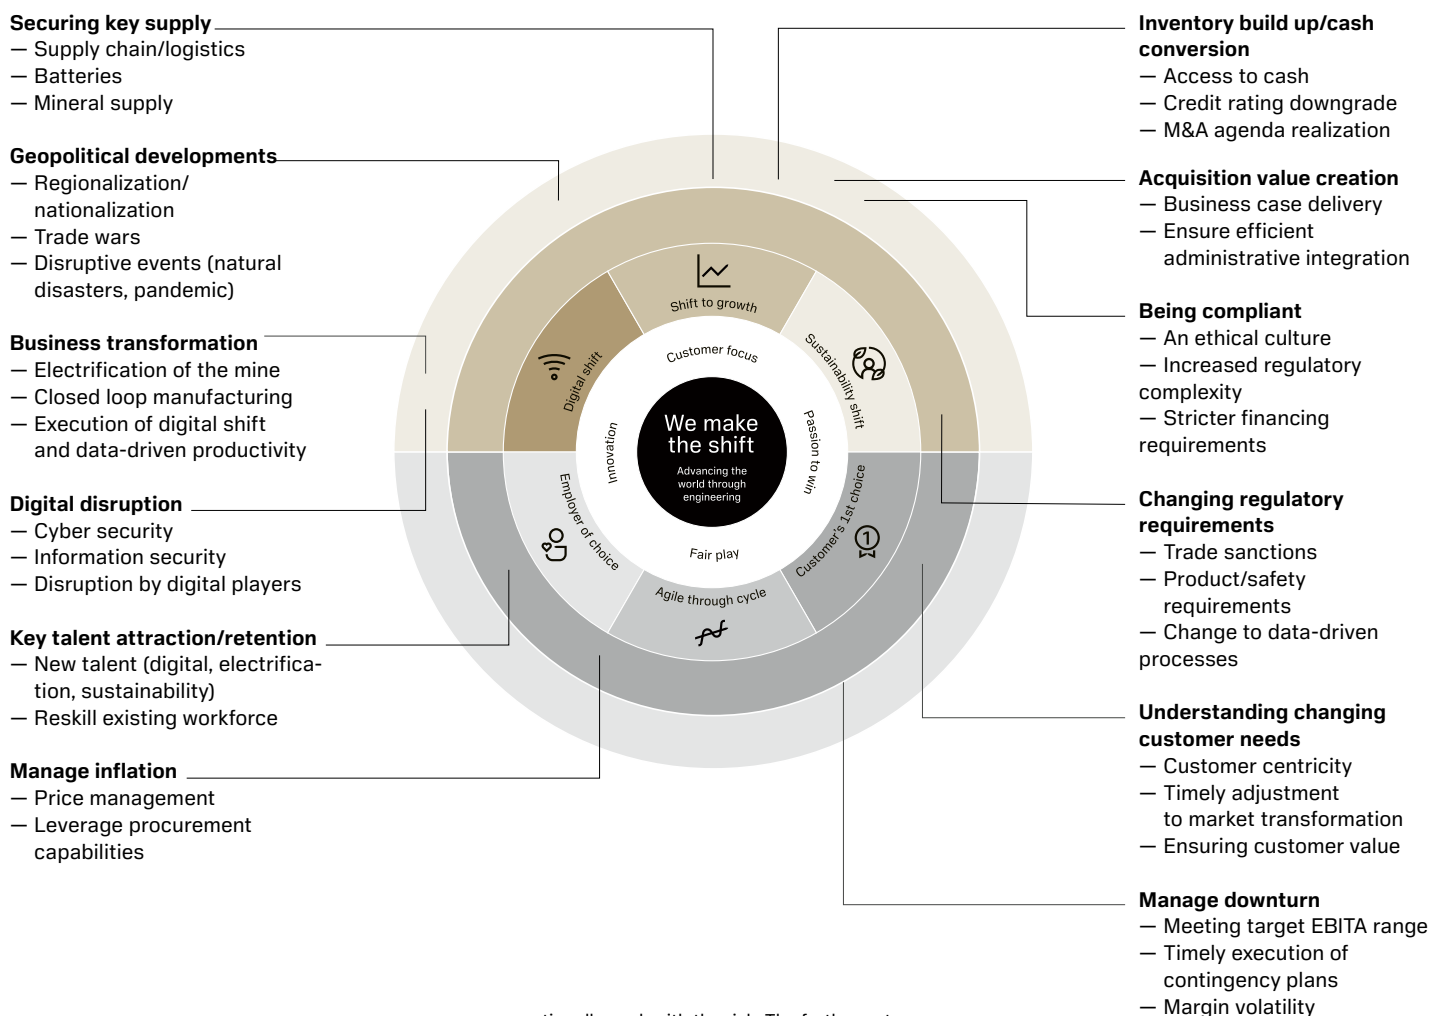 Securing key supply
— Supply chain/logistics
— Batteries
— Mineral supply
Geopolitical developments
— Regionalization/
nationalization
— Trade wars
— Disruptive events (natural
disasters, pandemic)
Business transformation
— Electrification of the mine
— Closed loop manufacturing
— Execution of digital shift
and data-driven productivity
Digital disruption
— Cyber security
— Information security
— Disruption by digital players
Key talent attraction/retention
— New talent (digital, electrifica-
tion, sustainability)
— Reskill existing workforce
Manage inflation
— Price management
— Leverage procurement
capabilities
Shift to growth
Digital shift
Sustainability shift
Customer focus
Innovation
Passion to win
Fair play
We make
the shift
Advancing the
world through
engineering
Employer of choice
Agile through cycle
Customer's 1st choice
1
Inventory build up/cash
conversion
— Access to cash
— Credit rating downgrade
— M&A agenda realization
Acquisition value creation
— Business case delivery
— Ensure efficient
administrative integration
Being compliant
— An ethical culture
— Increased regulatory
complexity
— Stricter financing
requirements
Changing regulatory
requirements
— Trade sanctions
— Product/safety
requirements
— Change to data-driven
processes
Understanding changing
customer needs
— Customer centricity
— Timely adjustment
to market transformation
— Ensuring customer value
Manage downturn
— Meeting target EBITA range
— Timely execution of
contingency plans
— Margin volatility